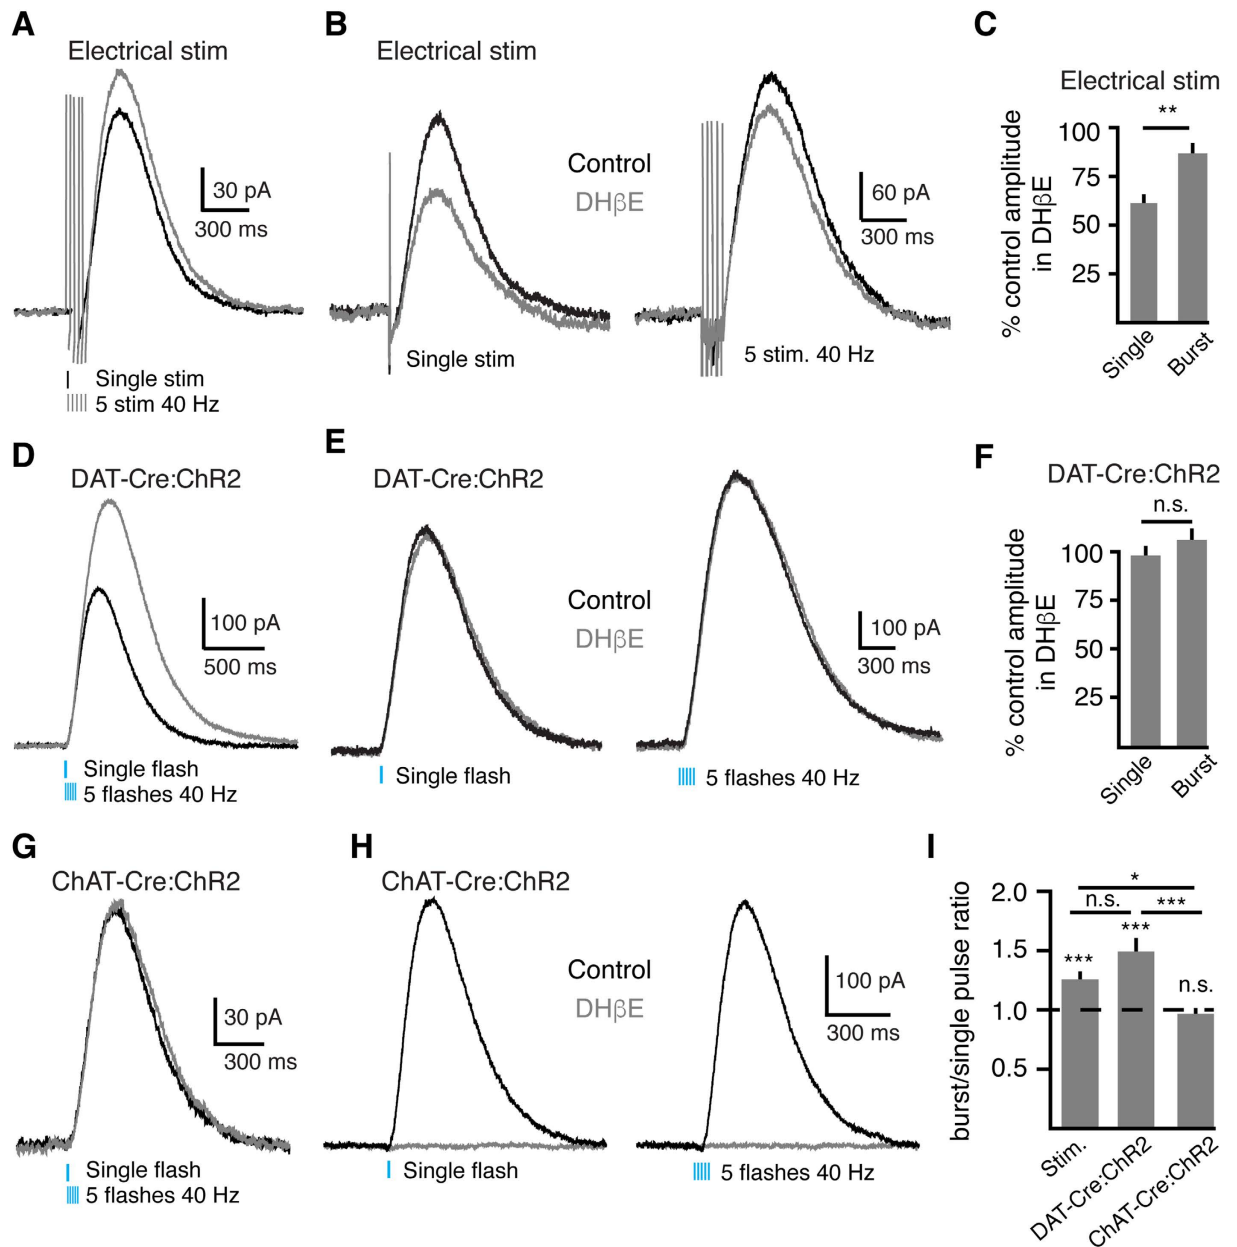 A
Electrical stim
30 pA
300 ms
Single stim
5 stim 40 Hz
B
Electrical stim
Control
DHβE
60 pA
300 ms
Single stim
5 stim. 40 Hz
C
Electrical stim
**
% control amplitude
in DHβE
100
75
50
25
Single
Burst
D
DAT-Cre:ChR2
100 pA
500 ms
Single flash
5 flashes 40 Hz
E
DAT-Cre:ChR2
Control
DHβE
100 pA
300 ms
Single flash
5 flashes 40 Hz
F
DAT-Cre:ChR2
n.s.
% control amplitude
in DHβE
100
75
50
25
Single
Burst
G
ChAT-Cre:ChR2
30 pA
300 ms
Single flash
5 flashes 40 Hz
H
ChAT-Cre:ChR2
Control
DHβE
100 pA
300 ms
Single flash
5 flashes 40 Hz
I
burst/single pulse ratio
2.0
1.5
1.0
0.5
*
n.s.
***
***
***
n.s.
Stim.
DAT-Cre:ChR2
ChAT-Cre:ChR2